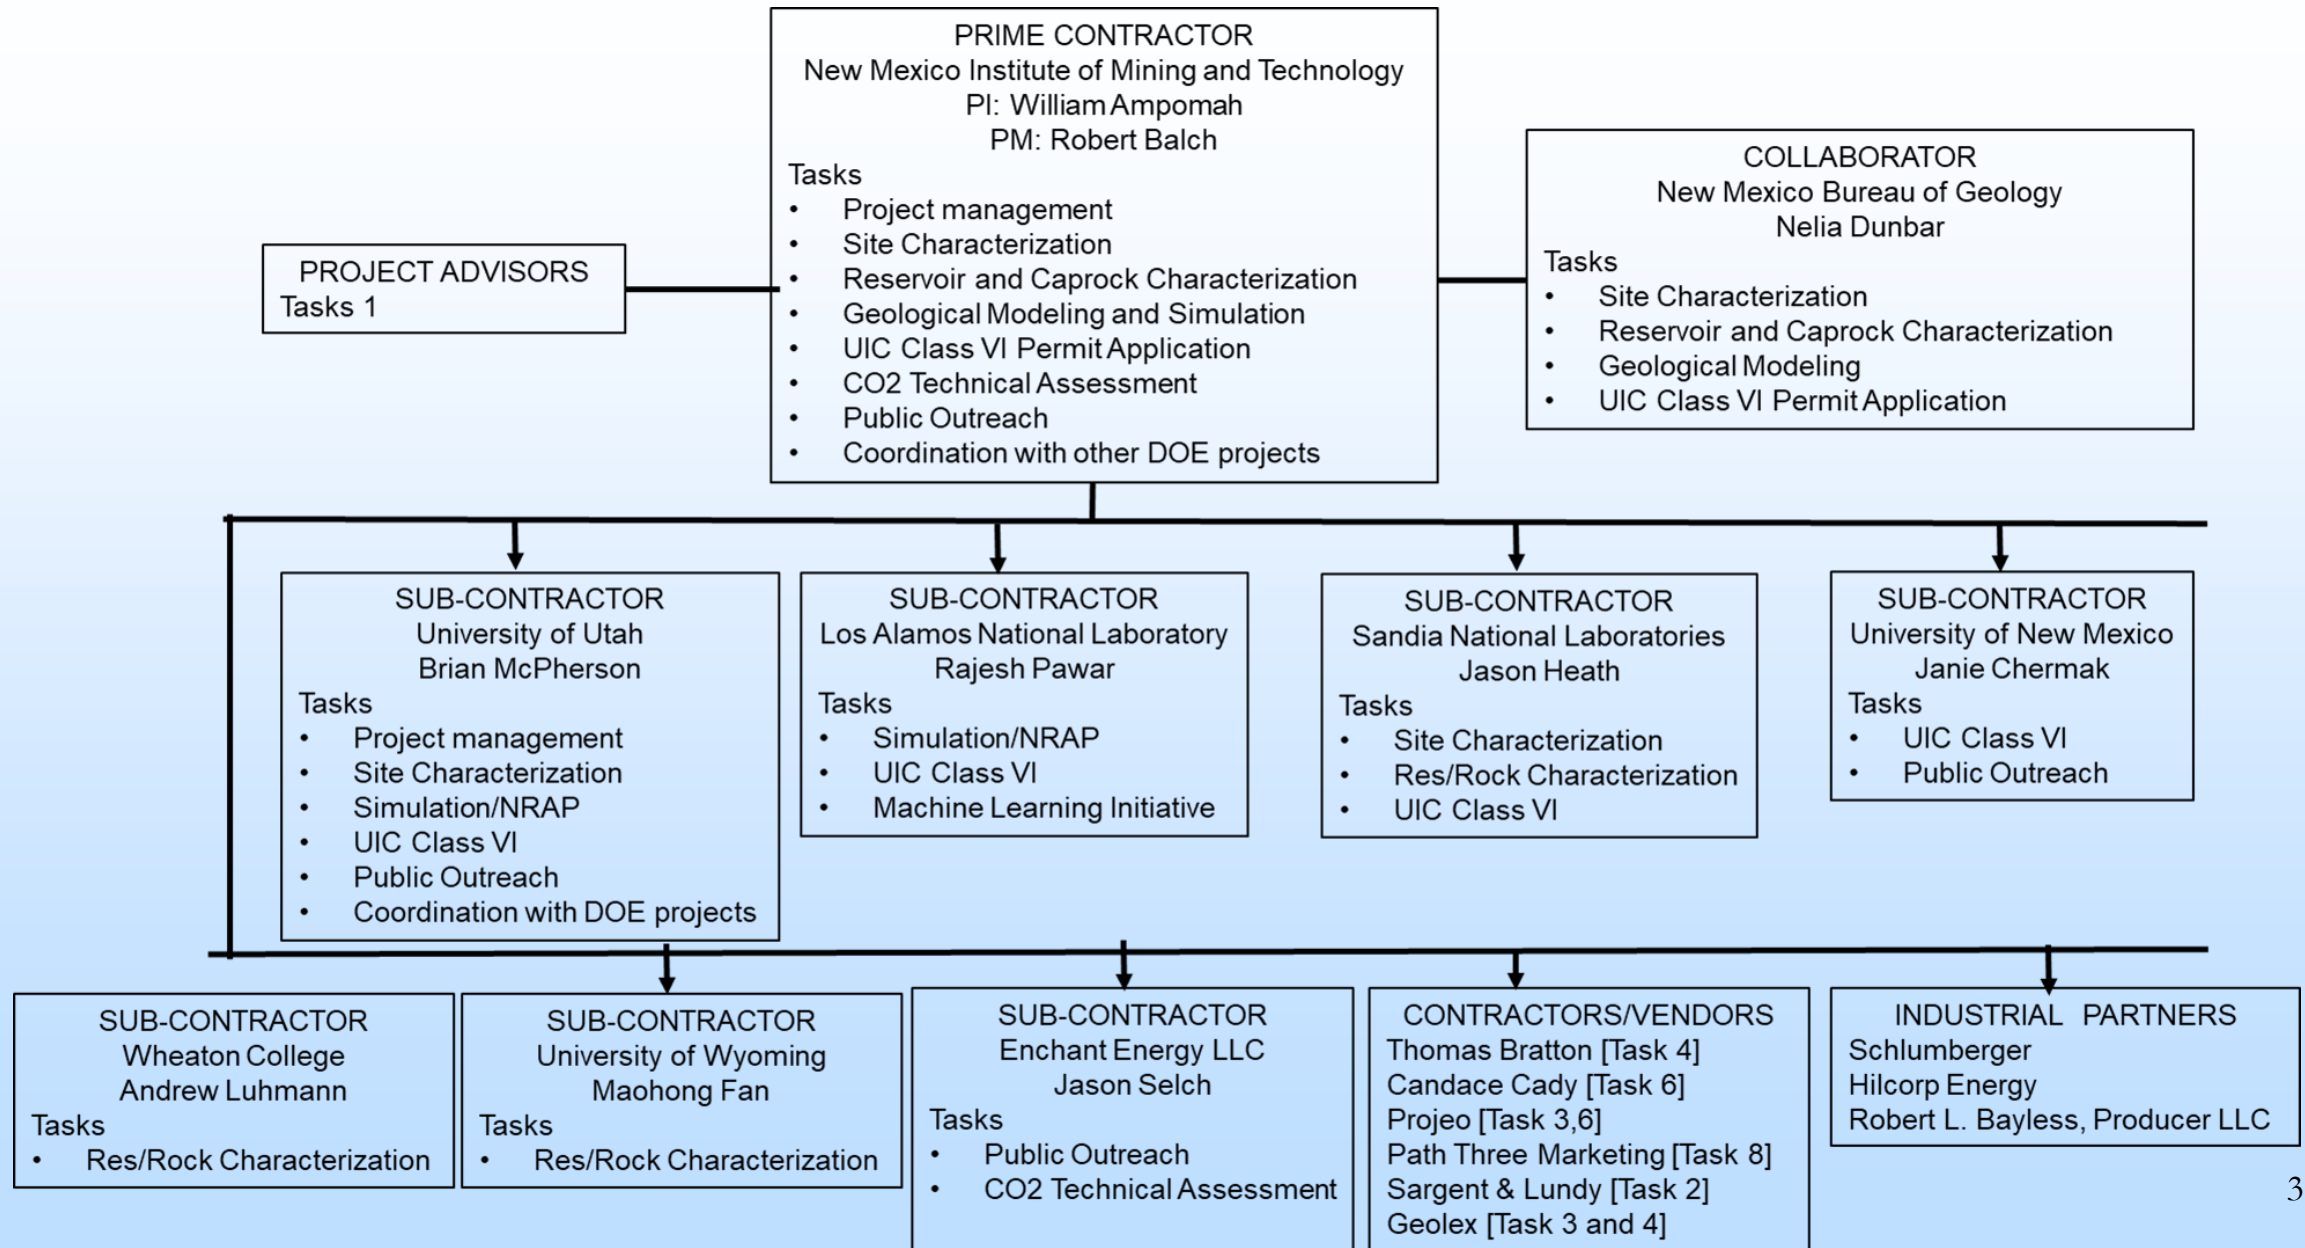 PRIME CONTRACTOR
New Mexico Institute of Mining and Technology
PI: William Ampomah
PM: Robert Balch
Tasks
• Project management
• Site Characterization
• Reservoir and Caprock Characterization
• Geological Modeling and Simulation
• UIC Class VI Permit Application
• CO2 Technical Assessment
• Public Outreach
• Coordination with other DOE projects
PROJECT ADVISORS
Tasks 1
COLLABORATOR
New Mexico Bureau of Geology
Nelia Dunbar
Tasks
• Site Characterization
• Reservoir and Caprock Characterization
• Geological Modeling
• UIC Class VI Permit Application
SUB-CONTRACTOR
University of Utah
Brian McPherson
Tasks
• Project management
• Site Characterization
• Simulation/NRAP
• UIC Class VI
• Public Outreach
• Coordination with DOE projects
SUB-CONTRACTOR
Los Alamos National Laboratory
Rajesh Pawar
Tasks
• Simulation/NRAP
• UIC Class VI
• Machine Learning Initiative
SUB-CONTRACTOR
Sandia National Laboratories
Jason Heath
Tasks
• Site Characterization
• Res/Rock Characterization
• UIC Class VI
SUB-CONTRACTOR
University of New Mexico
Janie Chermak
Tasks
• UIC Class VI
• Public Outreach
SUB-CONTRACTOR
Wheaton College
Andrew Luhmann
Tasks
• Res/Rock Characterization
SUB-CONTRACTOR
University of Wyoming
Maohong Fan
Tasks
• Res/Rock Characterization
SUB-CONTRACTOR
Enchant Energy LLC
Jason Selch
Tasks
• Public Outreach
• CO2 Technical Assessment
CONTRACTORS/VENDORS
Thomas Bratton [Task 4]
Candace Cady [Task 6]
Projeo [Task 3,6]
Path Three Marketing [Task 8]
Sargent & Lundy [Task 2]
Geolex [Task 3 and 4]
INDUSTRIAL PARTNERS
Schlumberger
Hilcorp Energy
Robert L. Bayless, Producer LLC
3